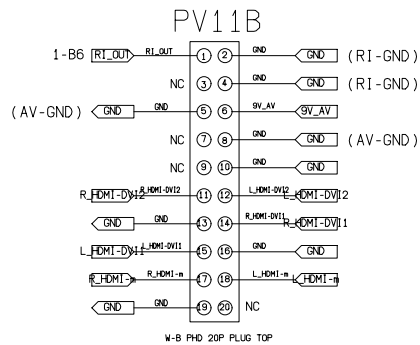 PV11B
1-B6 RI_OUT RI_OUT 1 2 GND GND (RI-GND)
NC 3 4 GND GND (RI-GND)
(AV-GND) GND GND 5 6 9V_AV 9V_AV
NC 7 8 GND GND (AV-GND)
NC 9 10 GND GND
R_HDMI-DVI2 R_HDMI-DVI2 11 12 L_HDMI-DVI2 L_HDMI-DVI2
GND GND 13 14 R_HDMI-DVI1 R_HDMI-DVI1
L_HDMI-DVI1 L_HDMI-DVI1 15 16 GND GND
R_HDMI-m R_HDMI-m 17 18 L_HDMI-m L_HDMI-m
GND GND 19 20 NC
W-B PHD 20P PLUG TOP